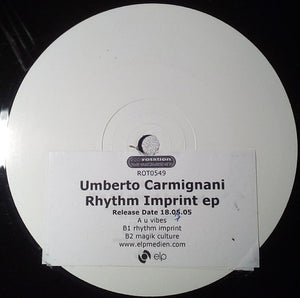 rotation
ROT0549
Umberto Carmignani
Rhythm Imprint ep
Release Date 18.05.05
A u vibes
B1 rhythm imprint
B2 magik culture
www.elpmedien.com
elp